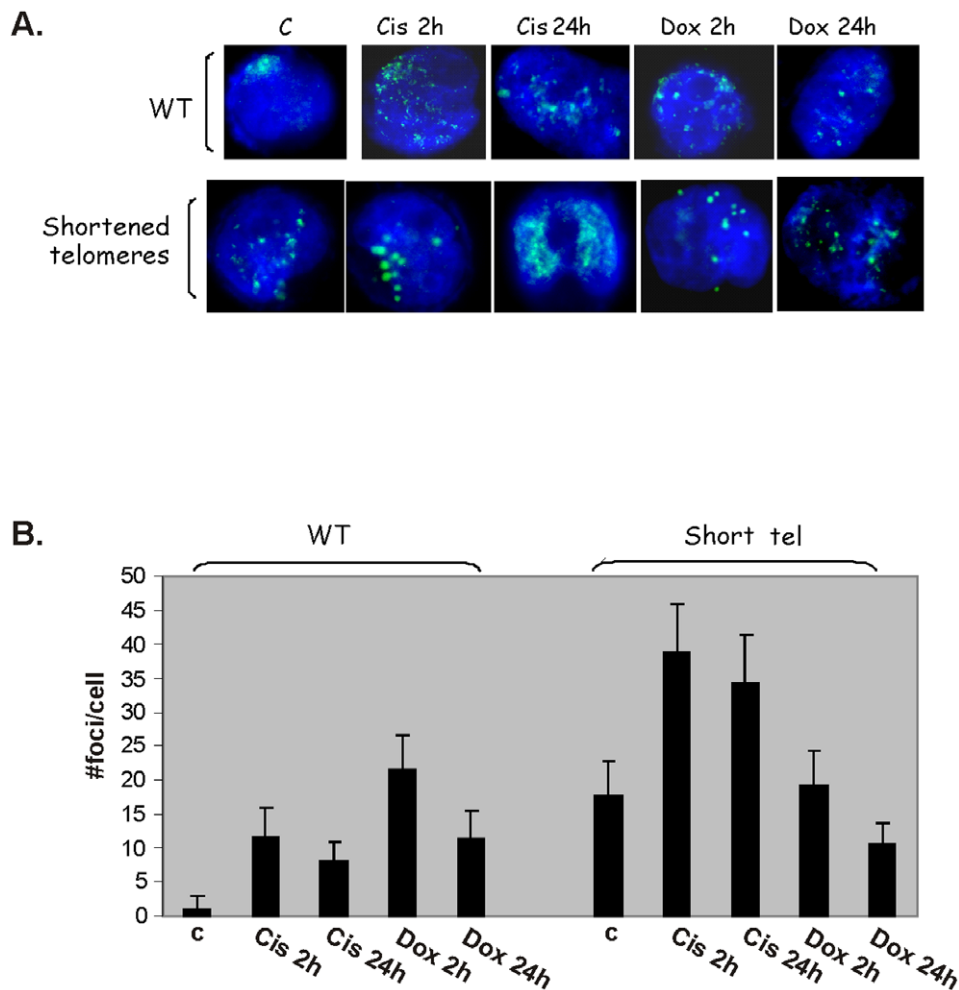 A.
C Cis 2h Cis 24h Dox 2h Dox 24h
WT
Shortened
telomeres
B.
WT Short tel
50
45
40
35
30
25
20
15
10
5
0
#foci/cell
c Cis 2h Cis 24h Dox 2h Dox 24h c Cis 2h Cis 24h Dox 2h Dox 24h